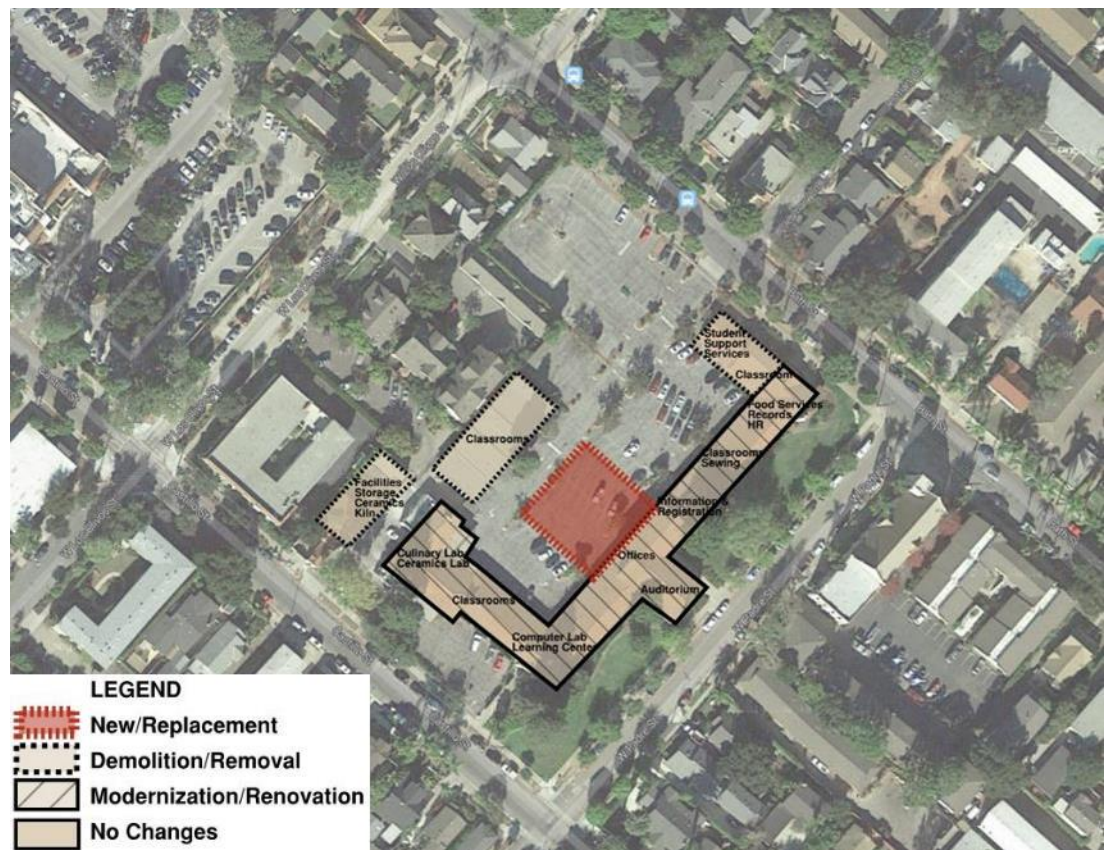 Student
Support
Services
Classroom
Food Services
Records
HR
Classrooms
Sewing
Information &
Registration
Offices
Auditorium
Classrooms
Facilities
Storage
Ceramics
Kiln
Culinary Lab
Ceramics Lab
Classrooms
Computer Lab
Learning Center
LEGEND
New/Replacement
Demolition/Removal
Modernization/Renovation
No Changes